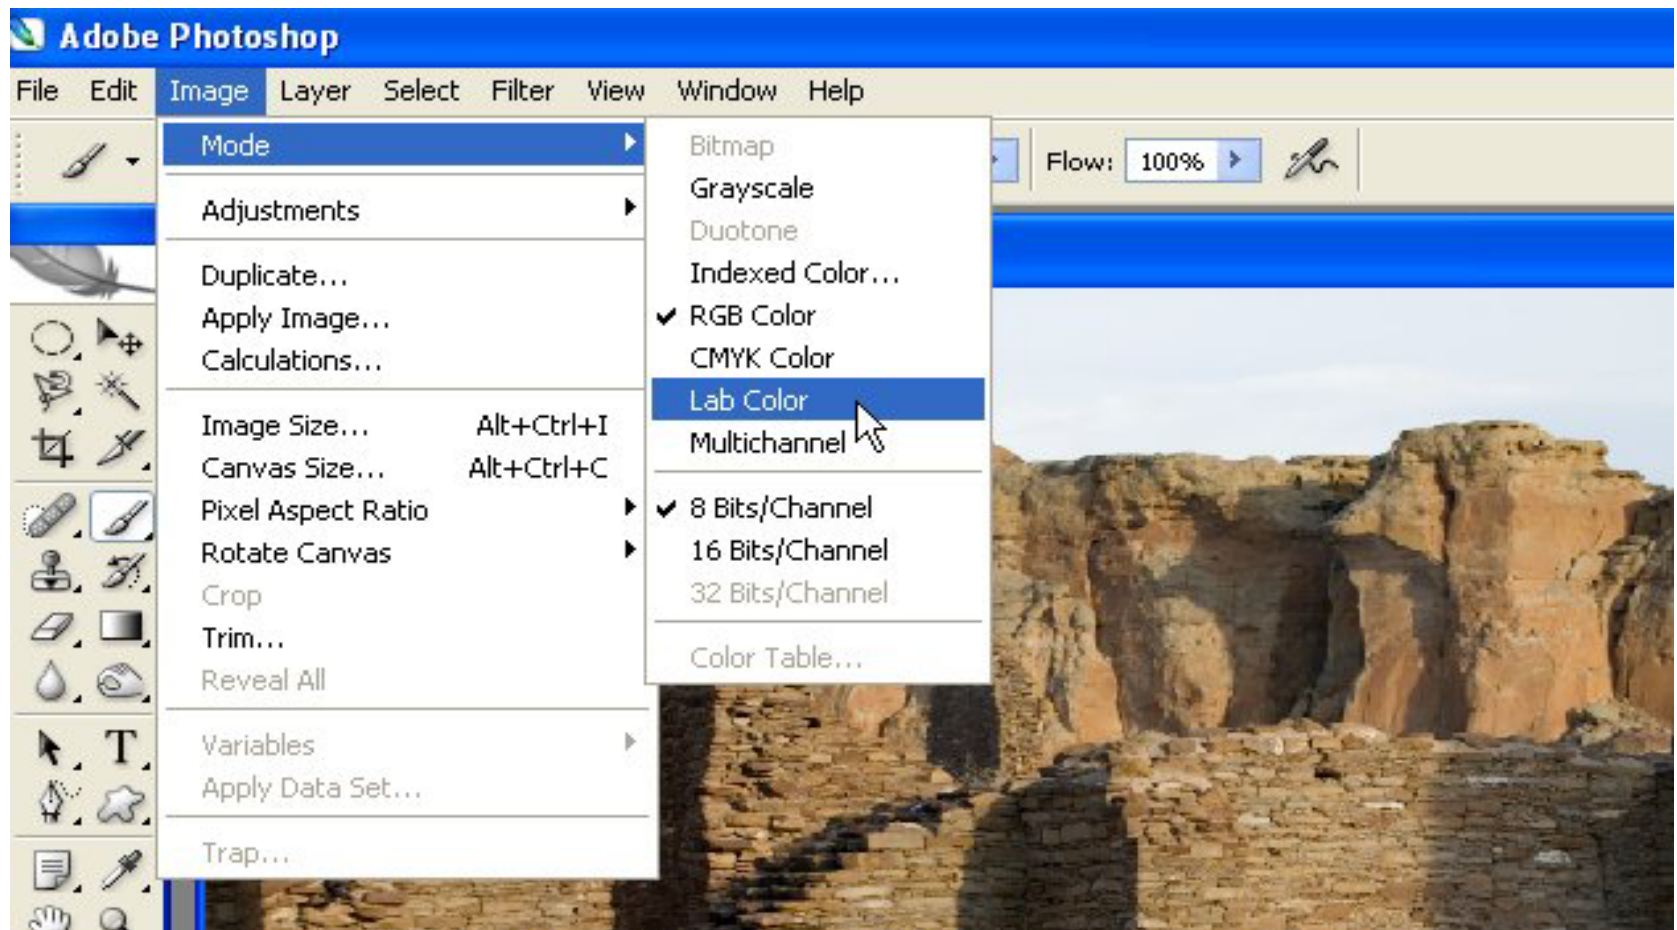 Adobe Photoshop
File Edit Image Layer Select Filter View Window Help
Flow: 100%
Mode
Adjustments
Duplicate...
Apply Image...
Calculations...
Image Size... Alt+Ctrl+I
Canvas Size... Alt+Ctrl+C
Pixel Aspect Ratio
Rotate Canvas
Crop
Trim...
Reveal All
Variables
Apply Data Set...
Trap...
Bitmap
Grayscale
Duotone
Indexed Color...
RGB Color
CMYK Color
Lab Color
Multichannel
8 Bits/Channel
16 Bits/Channel
32 Bits/Channel
Color Table...
T